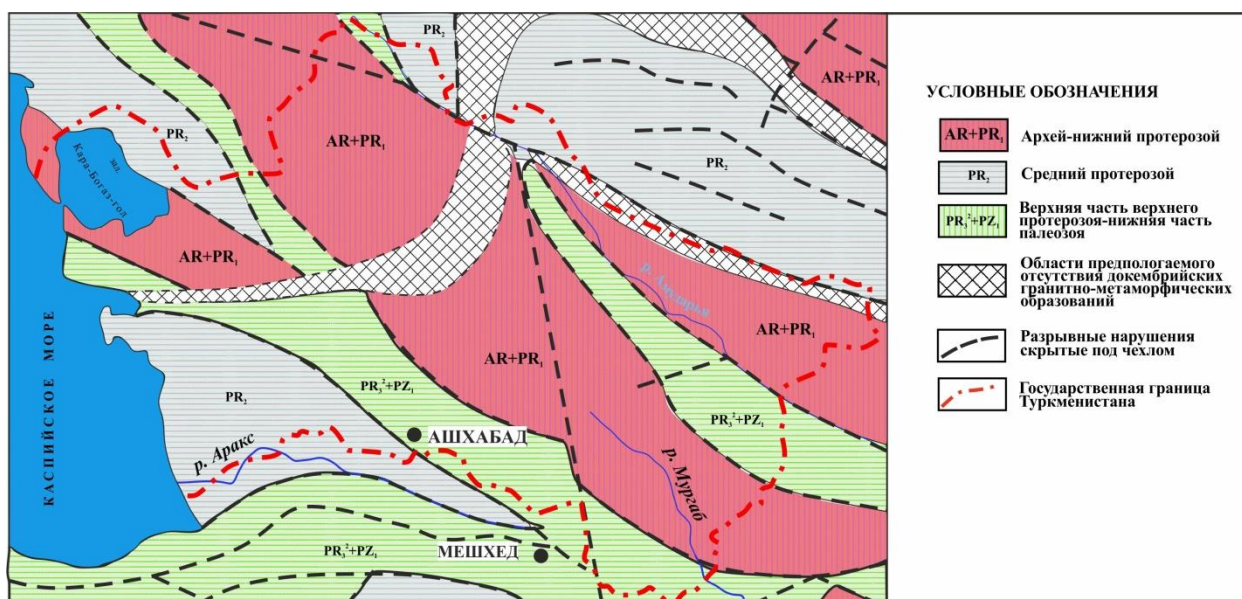 PR₂
AR+PR₁
AR+PR₁
PR₂
PR₂
зал.
Кара-Богаз-гол
AR+PR₁
р. Амударья
AR+PR₁
AR+PR₁
PR₃²+PZ₁
PR₂
PR₃²+PZ₁
АШХАБАД
р. Аракс
р. Мургаб
КАСПИЙСКОЕ МОРЕ
PR₃²+PZ₁
МЕШХЕД
УСЛОВНЫЕ ОБОЗНАЧЕНИЯ
AR+PR₁ Архей-нижний протерозой
PR₂ Средний протерозой
PR₃²+PZ₁ Верхняя часть верхнего
протерозоя-нижняя часть
палеозоя
Области предпологаемого
отсутствия докембрийских
гранитно-метаморфических
образований
Разрывные нарушения
скрытые под чехлом
Государственная граница
Туркменистана